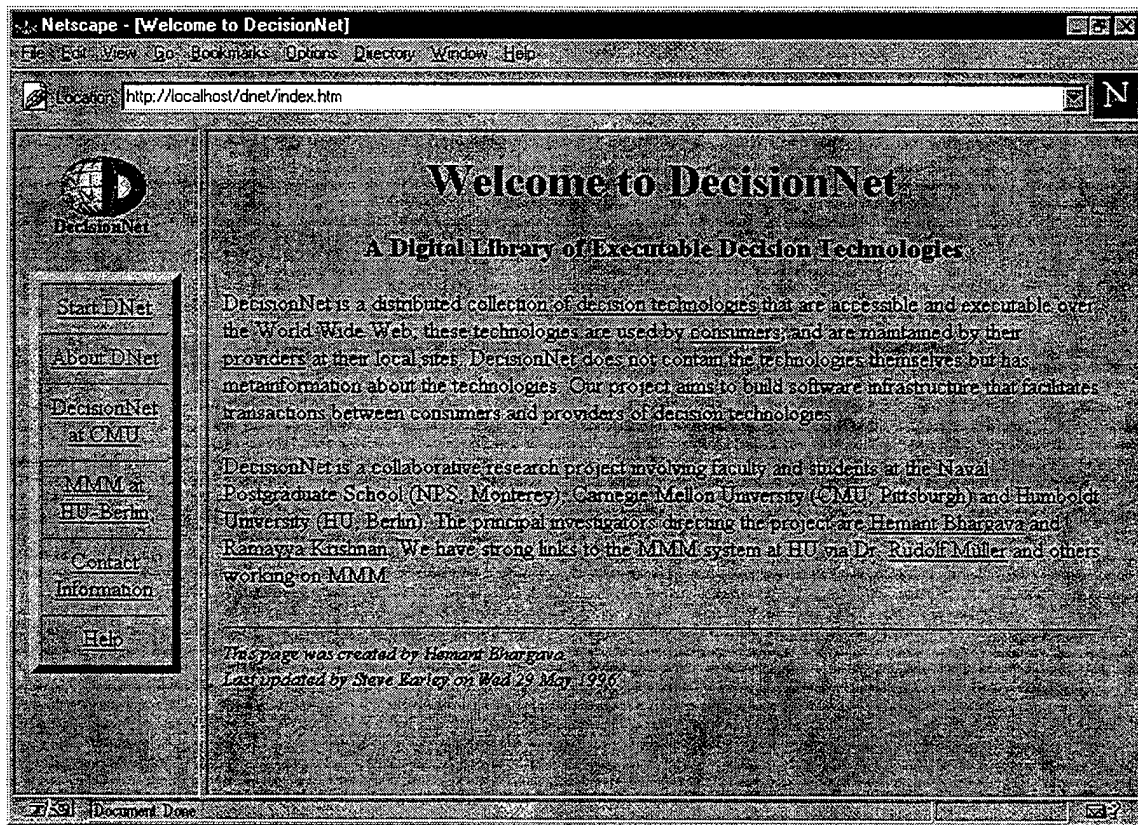 Netscape - [Welcome to DecisionNet]
File Edit View Go Bookmarks Options Directory Window Help
Location: http://localhost/dnet/index.htm
N
DecisionNet
Start DNet
About DNet
DecisionNet
at CMU
MMM at
HU-Berlin
Contact
Information
Help
Welcome to DecisionNet
A Digital Library of Executable Decision Technologies
DecisionNet is a distributed collection of decision technologies that are accessible and executable over
the World Wide Web; these technologies are used by consumers; and are maintained by their
providers at their local sites. DecisionNet does not contain the technologies themselves but has
metainformation about the technologies. Our project aims to build software infrastructure that facilitates
transactions between consumers and providers of decision technologies.
DecisionNet is a collaborative research project involving faculty and students at the Naval
Postgraduate School (NPS, Monterey), Carnegie Mellon University (CMU, Pittsburgh) and Humboldt
University (HU, Berlin). The principal investigators directing the project are Hemant Bhargava and
Ramayya Krishnan. We have strong links to the MMM system at HU via Dr. Rudolf Müller and others
working on MMM.
This page was created by Hemant Bhargava
Last updated by Steve Earley on Wed 29 May 1996
Document: Done